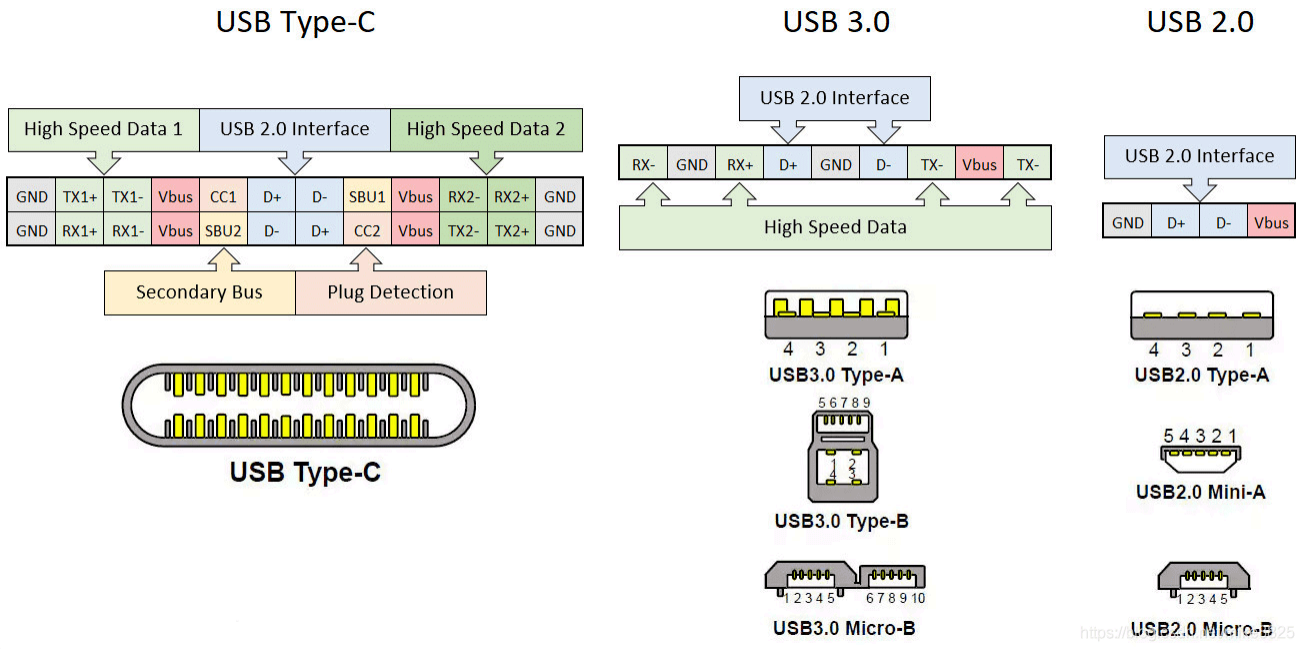 USB Type-C
USB 3.0
USB 2.0
High Speed Data 1
USB 2.0 Interface
High Speed Data 2
GND TX1+ TX1- Vbus CC1 D+ D- SBU1 Vbus RX2- RX2+ GND
GND RX1+ RX1- Vbus SBU2 D- D+ CC2 Vbus TX2- TX2+ GND
Secondary Bus
Plug Detection
USB Type-C
USB 2.0 Interface
RX- GND RX+ D+ GND D- TX- Vbus TX-
High Speed Data
4 3 2 1
USB3.0 Type-A
5 6 7 8 9
1 2
4 3
USB3.0 Type-B
1 2 3 4 5 6 7 8 9 10
USB3.0 Micro-B
USB 2.0 Interface
GND D+ D- Vbus
4 3 2 1
USB2.0 Type-A
5 4 3 2 1
USB2.0 Mini-A
1 2 3 4 5
USB2.0 Micro-B